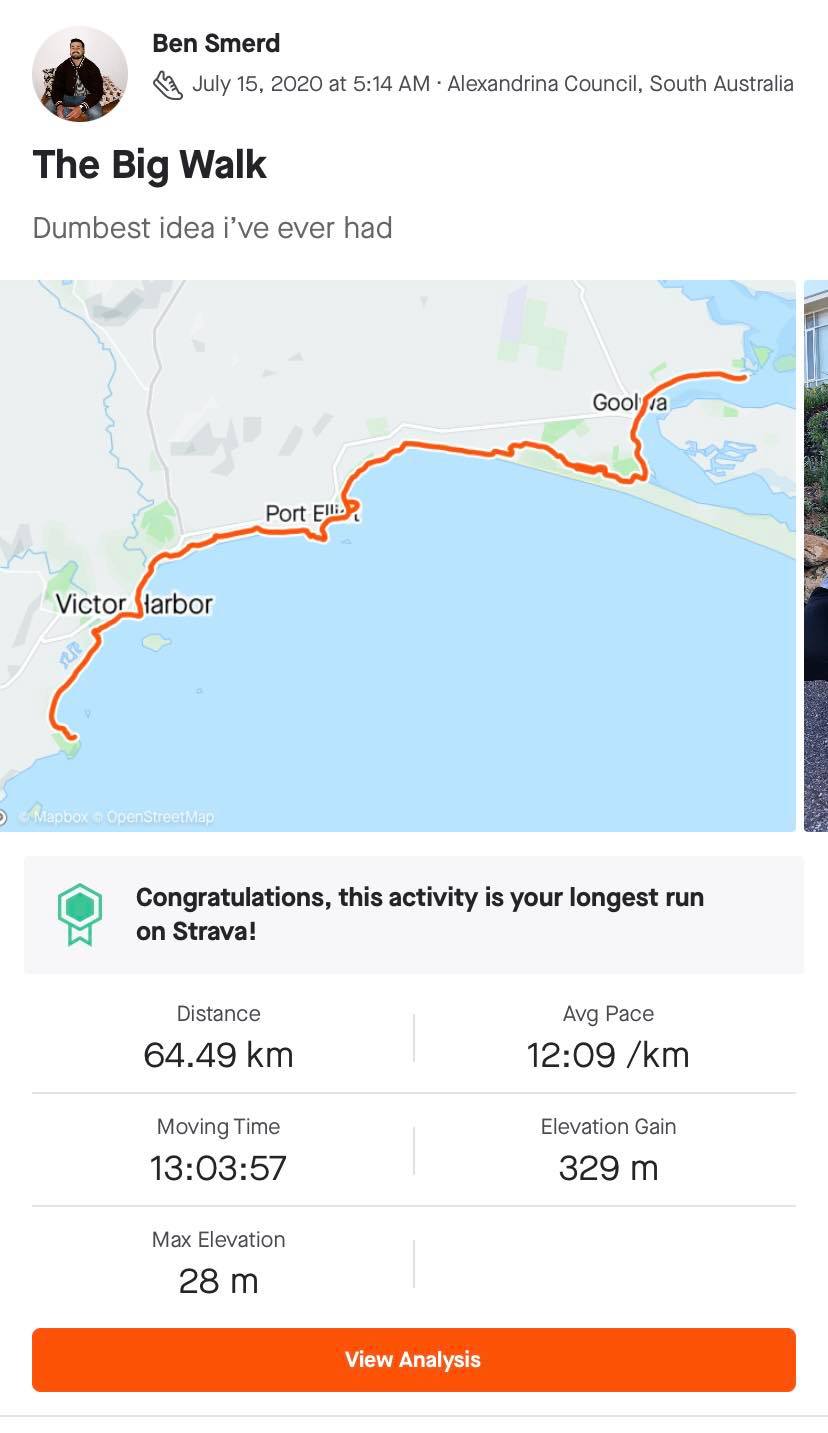 Ben Smerd
July 15, 2020 at 5:14 AM · Alexandrina Council, South Australia
The Big Walk
Dumbest idea i've ever had
Goolwa
Port Elliot
Victor Harbor
© Mapbox © OpenStreetMap
Congratulations, this activity is your longest run
on Strava!
Distance
64.49 km
Avg Pace
12:09 /km
Moving Time
13:03:57
Elevation Gain
329 m
Max Elevation
28 m
View Analysis